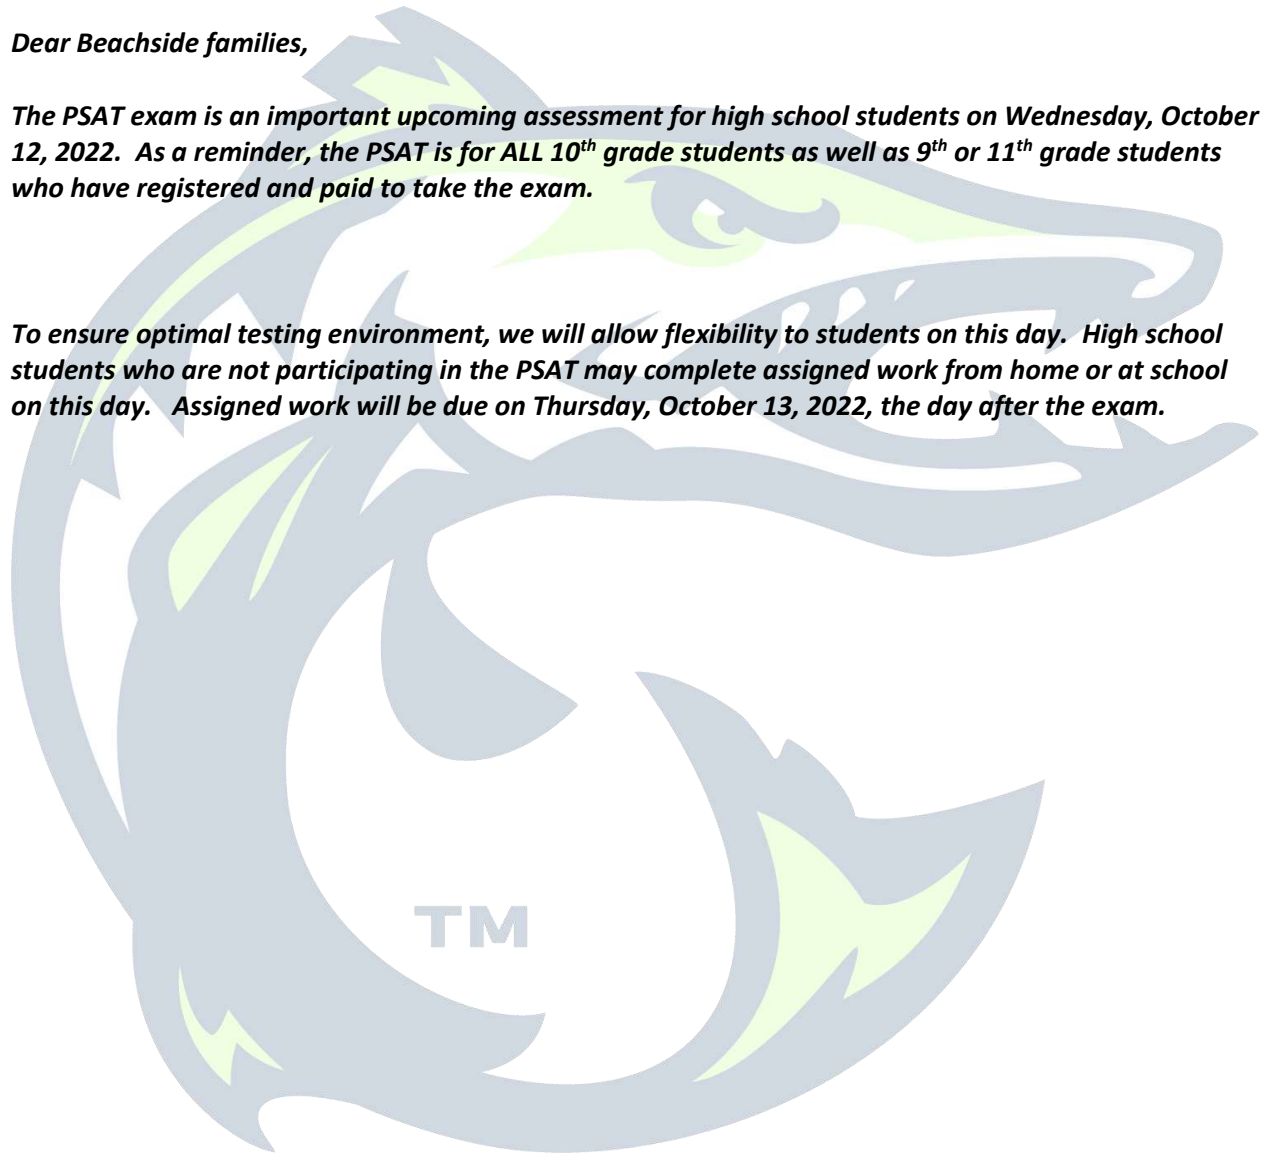 Dear Beachside families,
The PSAT exam is an important upcoming assessment for high school students on Wednesday, October
12, 2022.  As a reminder, the PSAT is for ALL 10th grade students as well as 9th or 11th grade students
who have registered and paid to take the exam.
To ensure optimal testing environment, we will allow flexibility to students on this day.  High school
students who are not participating in the PSAT may complete assigned work from home or at school
on this day.   Assigned work will be due on Thursday, October 13, 2022, the day after the exam.
TM